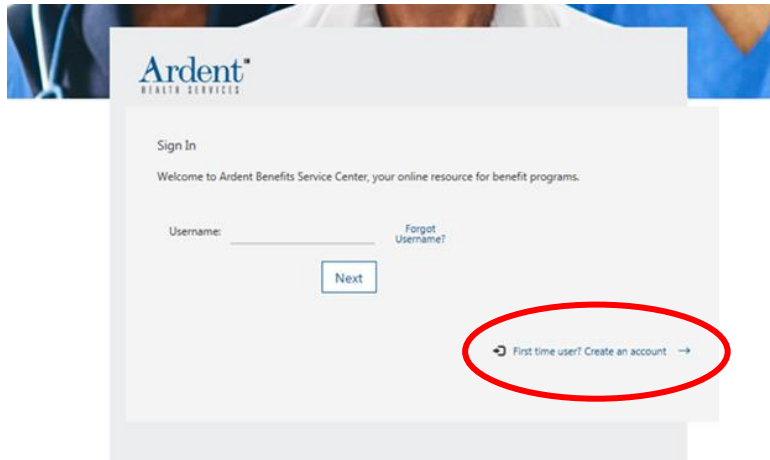 Ardent
HEALTH SERVICES
Sign In
Welcome to Ardent Benefits Service Center, your online resource for benefit programs.
Username:
Forgot
Username?
Next
First time user? Create an account →